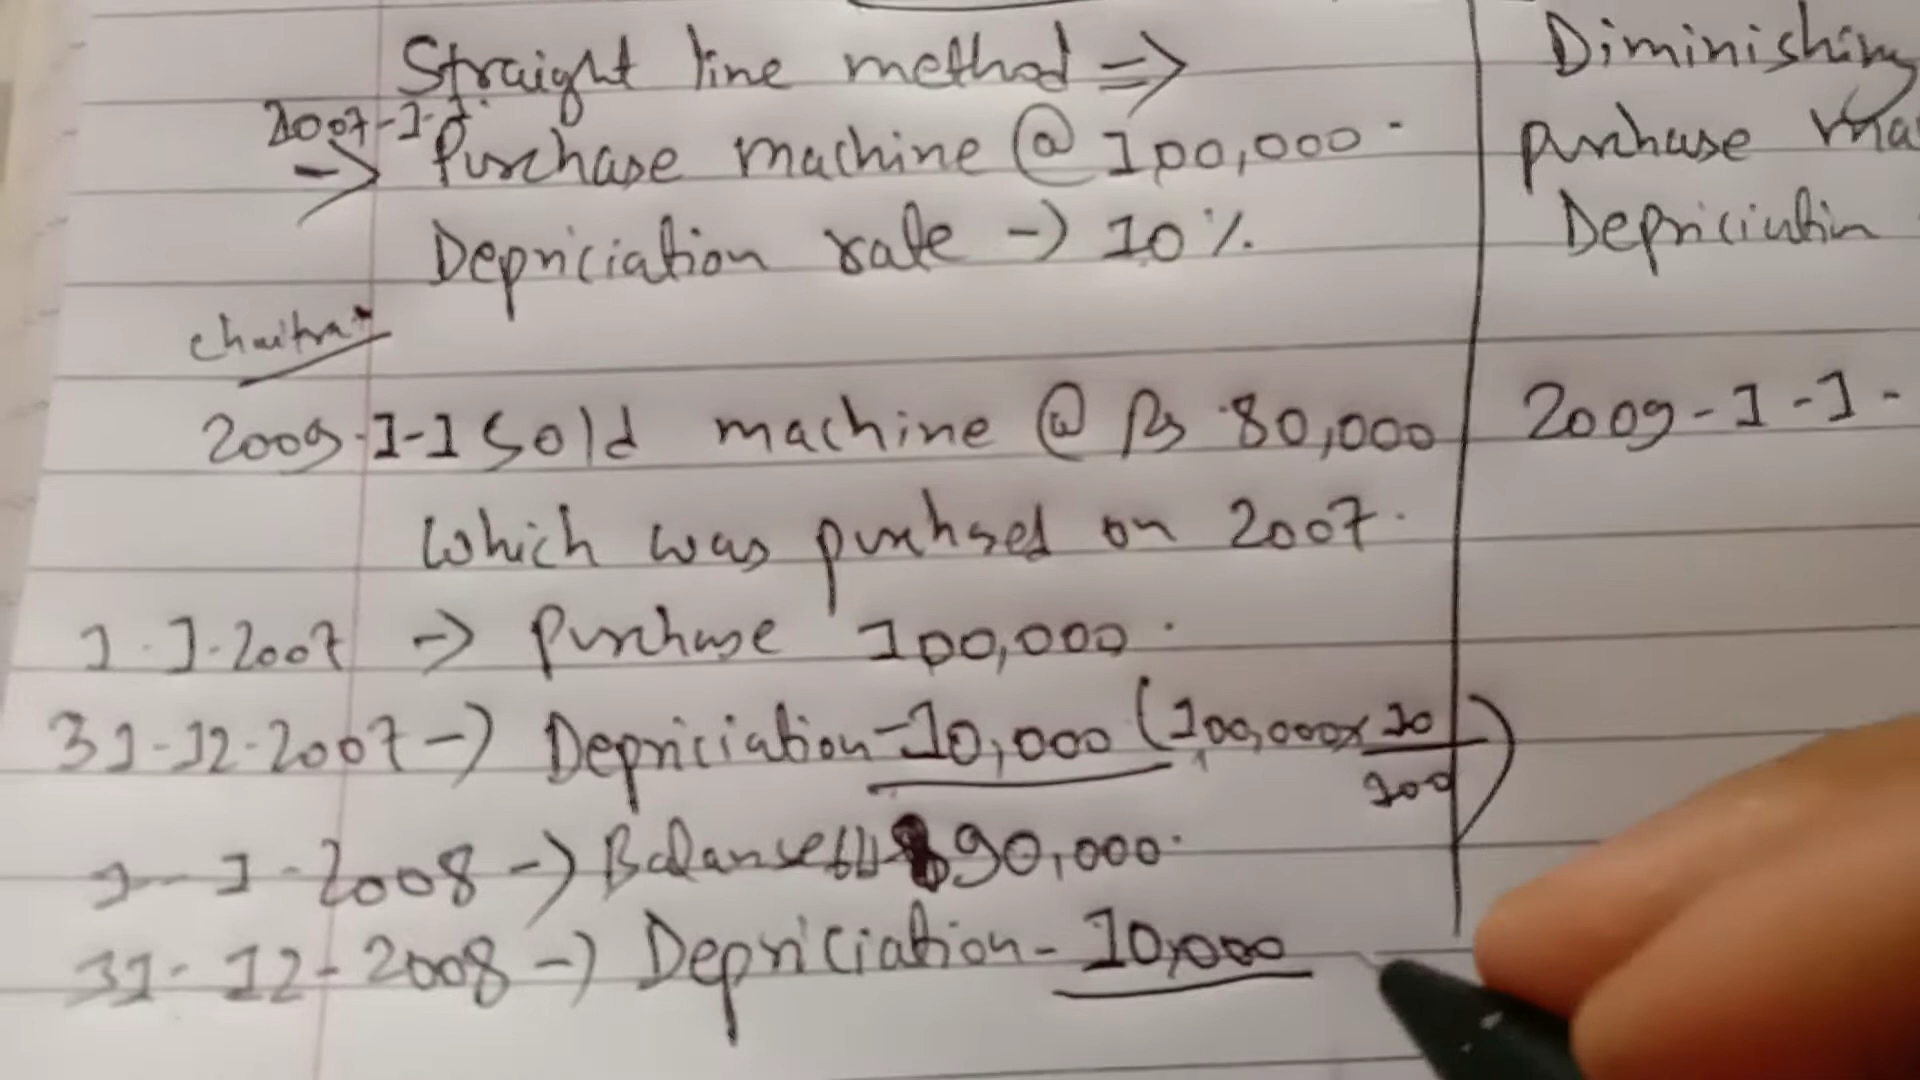 Straight line method =>
2007-1-1
-> Purchase machine @ 100,000
Depriciation rate -> 10%
Chaitra
2009-1-1 Sold machine @ Rs 80,000
Which was purchsed on 2007.
1.1.2007 -> Purchase 100,000
31-12-2007 -> Depriciation - 10,000 (100,000 x 10/100)
1-1-2008 -> Balanse 90,000
31-12-2008 -> Depriciation - 10,000
Diminishing
purchase ma
Depriciation
2009-1-1-